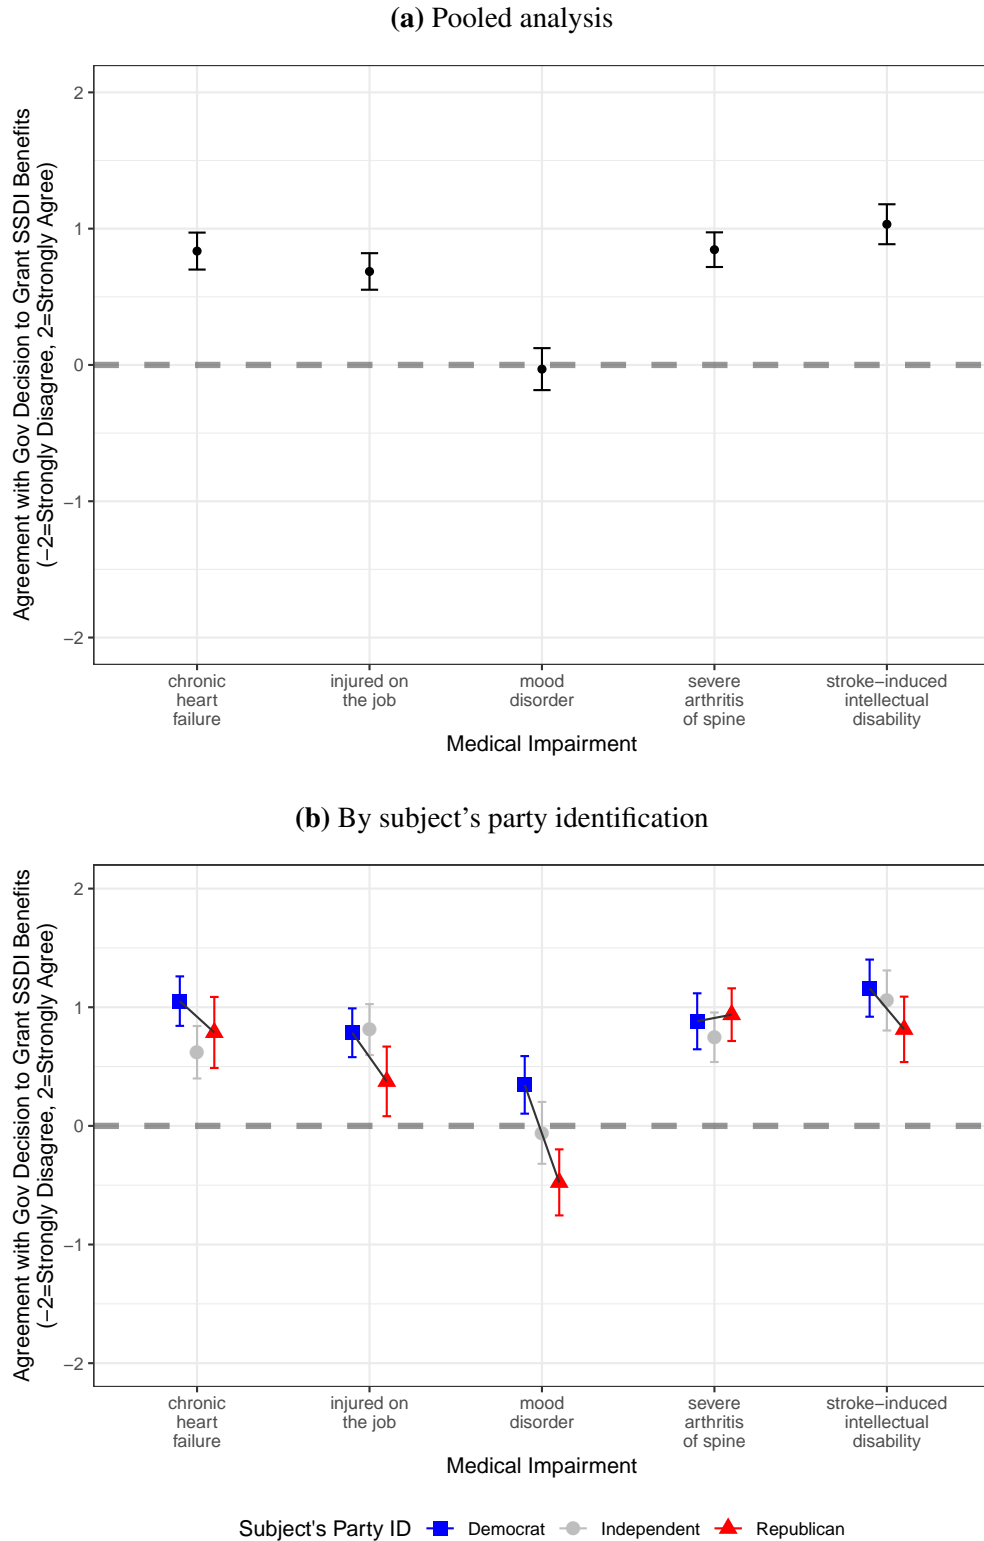 (a) Pooled analysis
Agreement with Gov Decision to Grant SSDI Benefits
(−2=Strongly Disagree, 2=Strongly Agree)
2
1
0
−1
−2
chronic
heart
failure
injured on
the job
mood
disorder
severe
arthritis
of spine
stroke−induced
intellectual
disability
Medical Impairment
(b) By subject’s party identification
Agreement with Gov Decision to Grant SSDI Benefits
(−2=Strongly Disagree, 2=Strongly Agree)
2
1
0
−1
−2
chronic
heart
failure
injured on
the job
mood
disorder
severe
arthritis
of spine
stroke−induced
intellectual
disability
Medical Impairment
Subject's Party ID Democrat Independent Republican